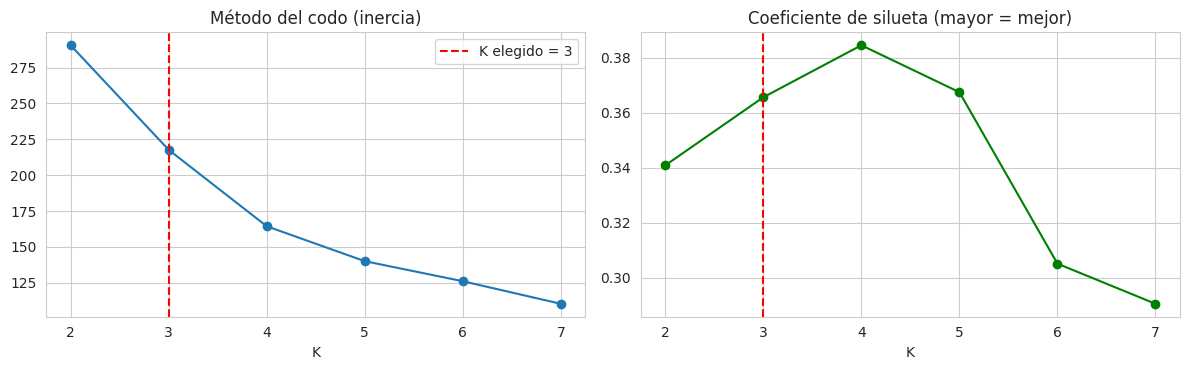 Método del codo (inercia)
K elegido = 3
275
250
225
200
175
150
125
2 3 4 5 6 7
K
Coeficiente de silueta (mayor = mejor)
0.38
0.36
0.34
0.32
0.30
2 3 4 5 6 7
K